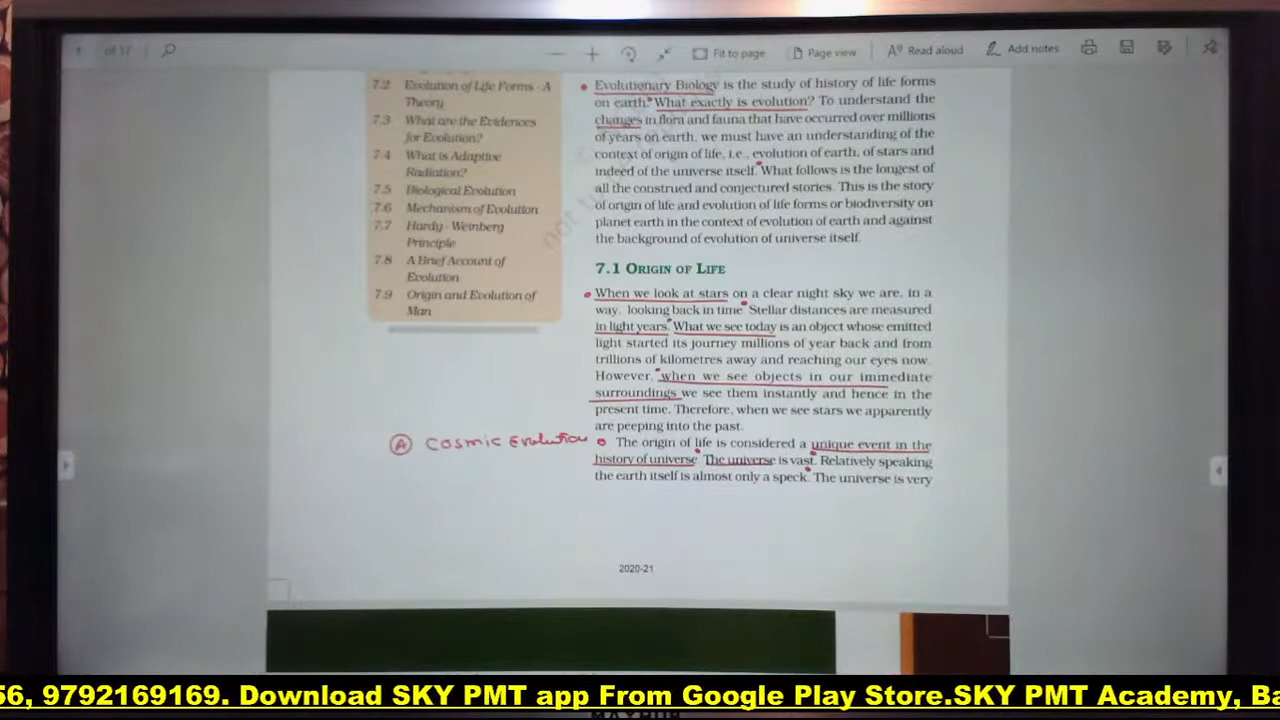 of 17
Fit to page
Page view
Read aloud
Add notes
7.2 Evolution of Life Forms - A
Theory
7.3 What are the Evidences
for Evolution?
7.4 What is Adaptive
Radiation?
7.5 Biological Evolution
7.6 Mechanism of Evolution
7.7 Hardy - Weinberg
Principle
7.8 A Brief Account of
Evolution
7.9 Origin and Evolution of
Man
Evolutionary Biology is the study of history of life forms
on earth. What exactly is evolution? To understand the
changes in flora and fauna that have occurred over millions
of years on earth, we must have an understanding of the
context of origin of life, i.e., evolution of earth, of stars and
indeed of the universe itself. What follows is the longest of
all the construed and conjectured stories. This is the story
of origin of life and evolution of life forms or biodiversity on
planet earth in the context of evolution of earth and against
the background of evolution of universe itself.
7.1 ORIGIN OF LIFE
When we look at stars on a clear night sky we are, in a
way, looking back in time. Stellar distances are measured
in light years. What we see today is an object whose emitted
light started its journey millions of year back and from
trillions of kilometres away and reaching our eyes now.
However, when we see objects in our immediate
surroundings we see them instantly and hence in the
present time. Therefore, when we see stars we apparently
are peeping into the past.
A Cosmic Evolution
The origin of life is considered a unique event in the
history of universe. The universe is vast. Relatively speaking
the earth itself is almost only a speck. The universe is very
2020-21
56, 9792169169. Download SKY PMT app From Google Play Store.SKY PMT Academy, Ba